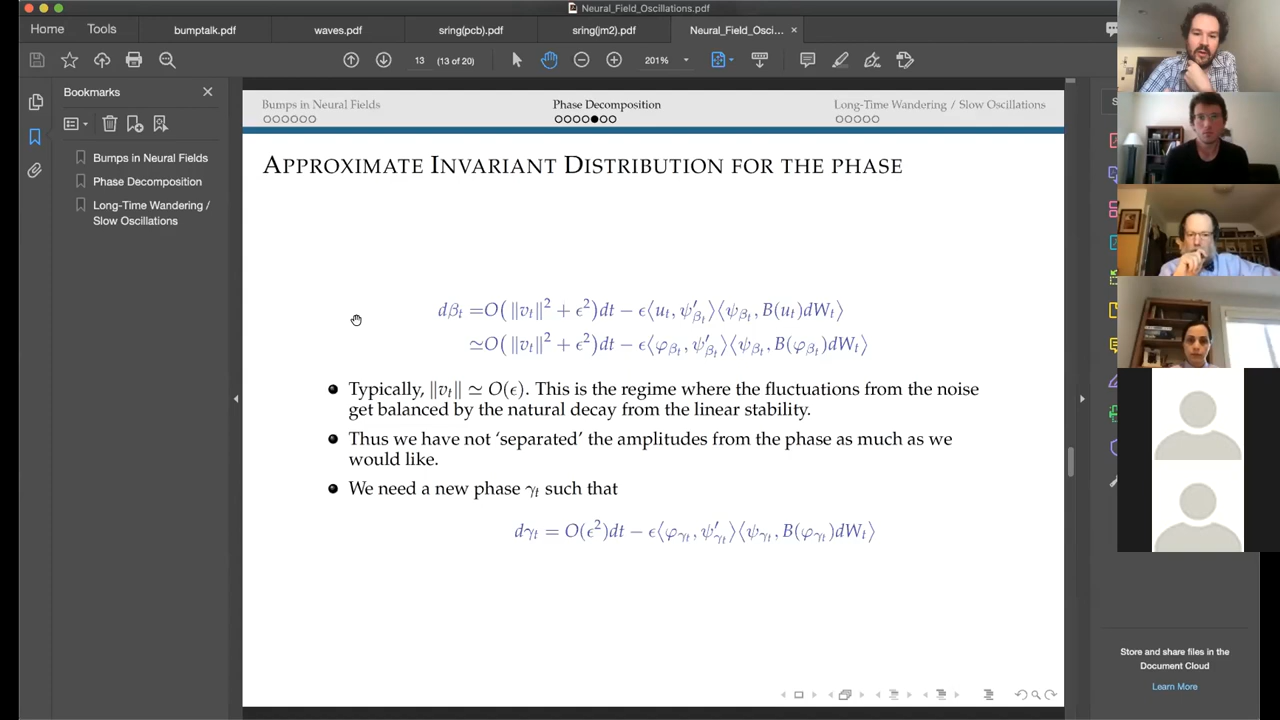 Neural_Field_Oscillations.pdf
Home
Tools
bumptalk.pdf
waves.pdf
sring(pcb).pdf
sring(jm2).pdf
Neural_Field_Osci... ×
13 (13 of 20)
201%
Bookmarks
Bumps in Neural Fields
Phase Decomposition
Long-Time Wandering /
Slow Oscillations
Bumps in Neural Fields
Phase Decomposition
Long-Time Wandering / Slow Oscillations
APPROXIMATE INVARIANT DISTRIBUTION FOR THE PHASE
dβ_t =O(‖v_t‖² + ϵ²)dt − ϵ⟨u_t, ψ′_{β_t}⟩⟨ψ_{β_t}, B(u_t)dW_t⟩
≃O(‖v_t‖² + ϵ²)dt − ϵ⟨φ_{β_t}, ψ′_{β_t}⟩⟨ψ_{β_t}, B(φ_{β_t})dW_t⟩
• Typically, ‖v_t‖ ≃ O(ϵ). This is the regime where the fluctuations from the noise
get balanced by the natural decay from the linear stability.
• Thus we have not ‘separated’ the amplitudes from the phase as much as we
would like.
• We need a new phase γ_t such that
dγ_t = O(ϵ²)dt − ϵ⟨φ_{γ_t}, ψ′_{γ_t}⟩⟨ψ_{γ_t}, B(φ_{γ_t})dW_t⟩
Store and share files in the
Document Cloud
Learn More